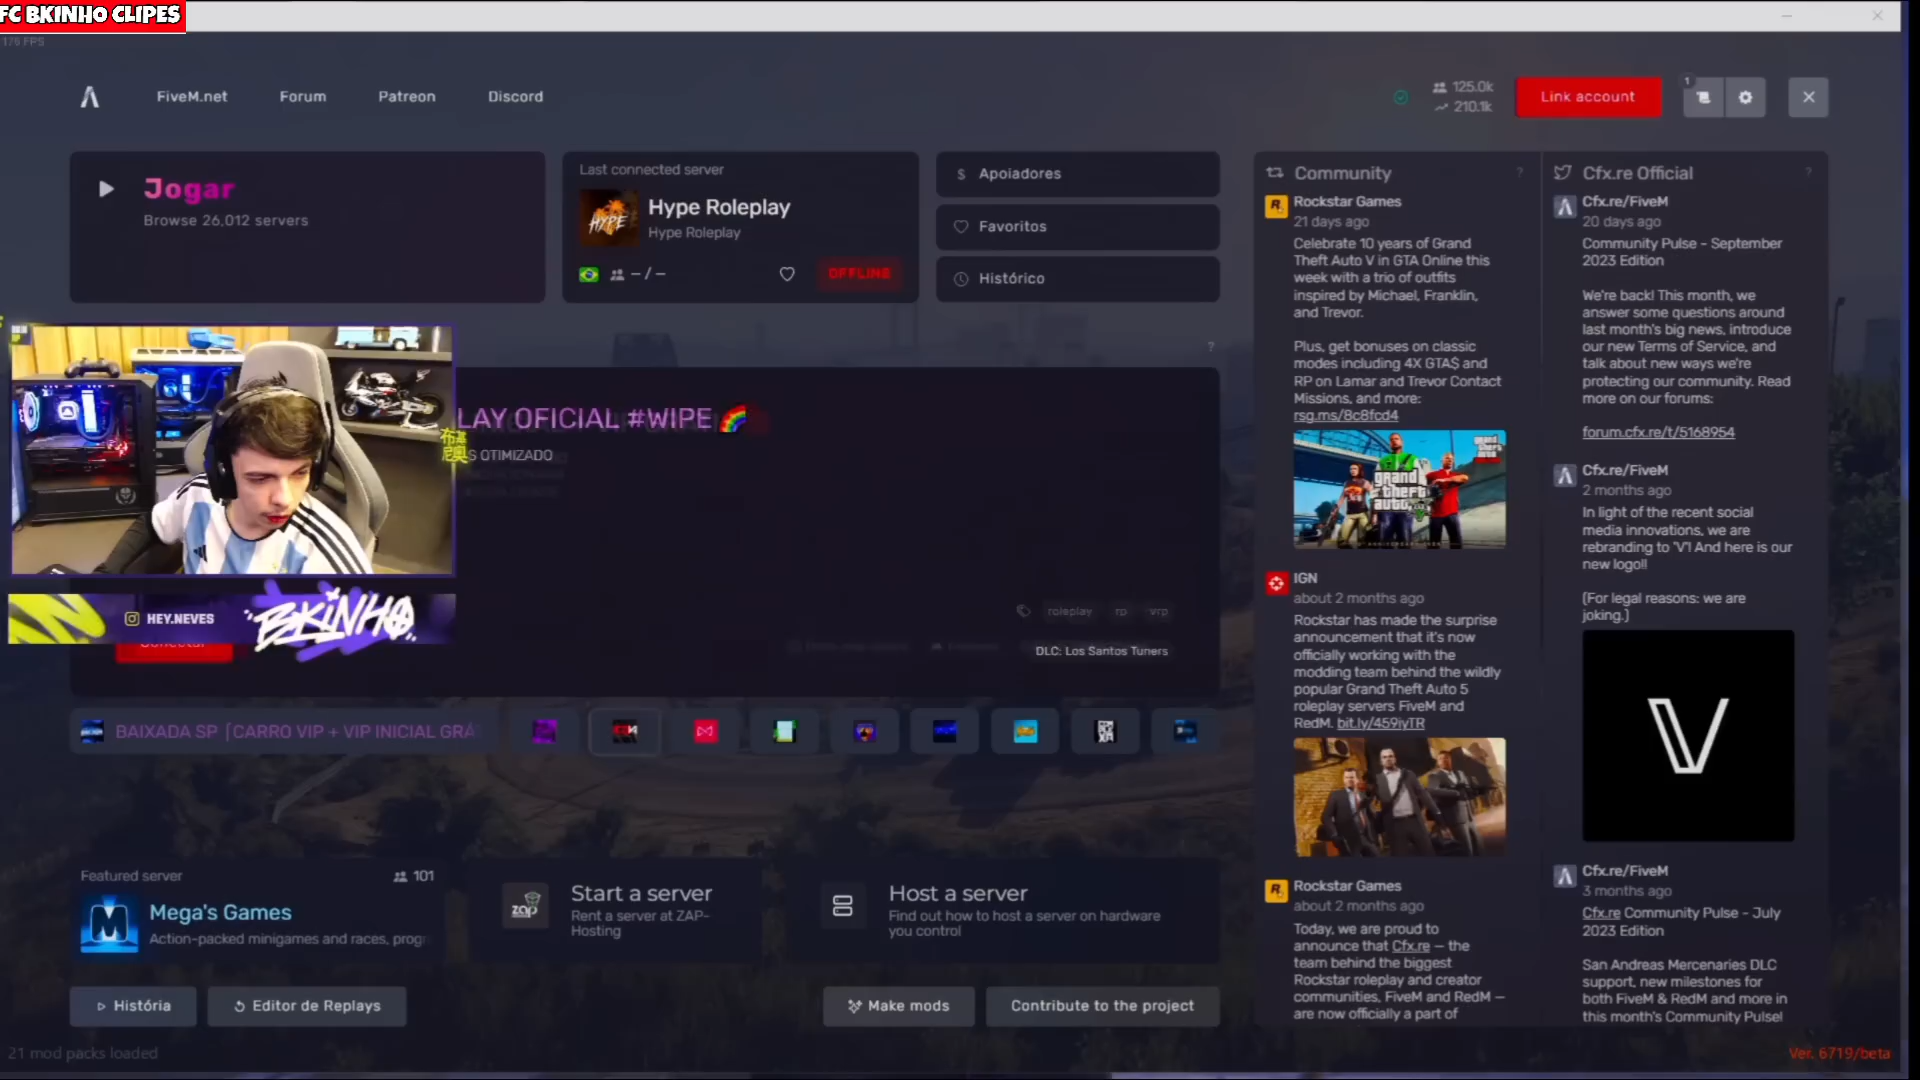 FC BKINHO CLIPES
175 FPS
FiveM.net
Forum
Patreon
Discord
125.0k
210.1k
Link account
1
Jogar
Browse 26,012 servers
Last connected server
HYPE
Hype Roleplay
Hype Roleplay
– / –
OFFLINE
Apoiadores
Favoritos
Histórico
?
LAY OFICIAL #WIPE
S OTIMIZADO
HEY.NEVES
BKINHO
roleplay
rp
vrp
DLC: Los Santos Tuners
BAIXADA SP [CARRO VIP + VIP INICIAL GRÁ
Featured server
101
Mega's Games
Action-packed minigames and races, progr
zap
Start a server
Rent a server at ZAP-
Hosting
Host a server
Find out how to host a server on hardware
you control
História
Editor de Replays
Make mods
Contribute to the project
21 mod packs loaded
Community
?
Rockstar Games
21 days ago
Celebrate 10 years of Grand
Theft Auto V in GTA Online this
week with a trio of outfits
inspired by Michael, Franklin,
and Trevor.
Plus, get bonuses on classic
modes including 4X GTA$ and
RP on Lamar and Trevor Contact
Missions, and more:
rsg.ms/8c8fcd4
grand
theft
auto
IGN
about 2 months ago
Rockstar has made the surprise
announcement that it's now
officially working with the
modding team behind the wildly
popular Grand Theft Auto 5
roleplay servers FiveM and
RedM. bit.ly/459iyTR
Rockstar Games
about 2 months ago
Today, we are proud to
announce that Cfx.re — the
team behind the biggest
Rockstar roleplay and creator
communities, FiveM and RedM —
are now officially a part of
Cfx.re Official
?
Cfx.re/FiveM
20 days ago
Community Pulse - September
2023 Edition
We're back! This month, we
answer some questions around
last month's big news, introduce
our new Terms of Service, and
talk about new ways we're
protecting our community. Read
more on our forums:
forum.cfx.re/t/5168954
Cfx.re/FiveM
2 months ago
In light of the recent social
media innovations, we are
rebranding to 'V'! And here is our
new logo!!
(For legal reasons: we are
joking.)
V
Cfx.re/FiveM
3 months ago
Cfx.re Community Pulse - July
2023 Edition
San Andreas Mercenaries DLC
support, new milestones for
both FiveM & RedM and more in
this month's Community Pulse!
Ver. 6719/beta